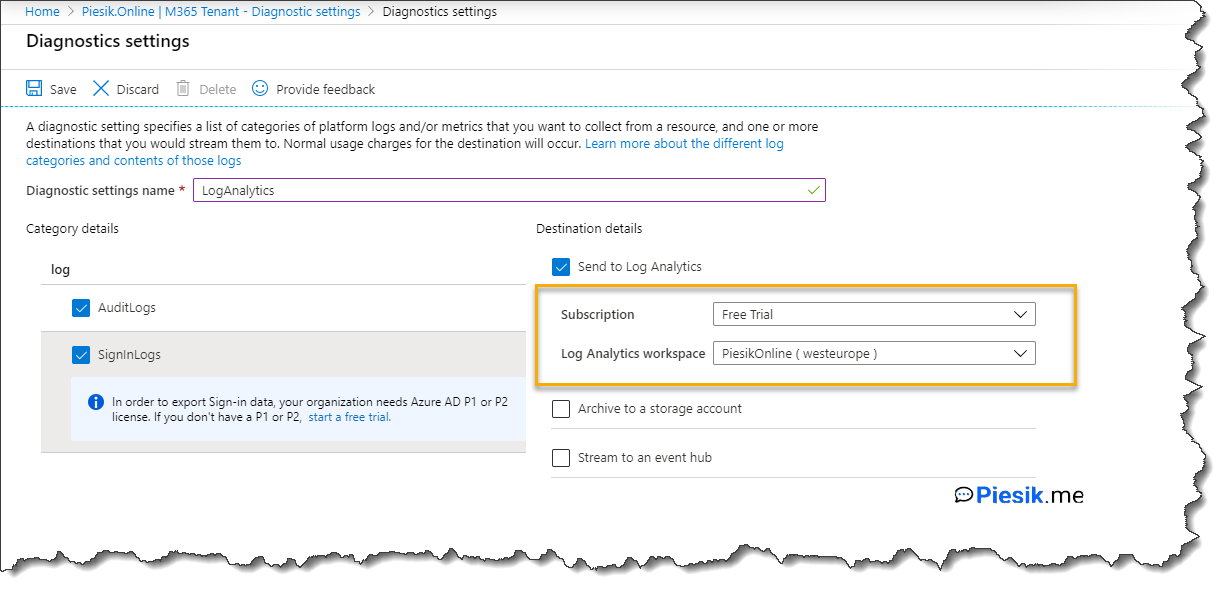 Home > Piesik.Online | M365 Tenant - Diagnostic settings > Diagnostics settings
Diagnostics settings
Save Discard Delete Provide feedback
A diagnostic setting specifies a list of categories of platform logs and/or metrics that you want to collect from a resource, and one or more
destinations that you would stream them to. Normal usage charges for the destination will occur. Learn more about the different log
categories and contents of those logs
Diagnostic settings name * LogAnalytics
Category details
log
AuditLogs
SignInLogs
In order to export Sign-in data, your organization needs Azure AD P1 or P2
license. If you don't have a P1 or P2, start a free trial.
Destination details
Send to Log Analytics
Subscription Free Trial
Log Analytics workspace PiesikOnline ( westeurope )
Archive to a storage account
Stream to an event hub
Piesik.me